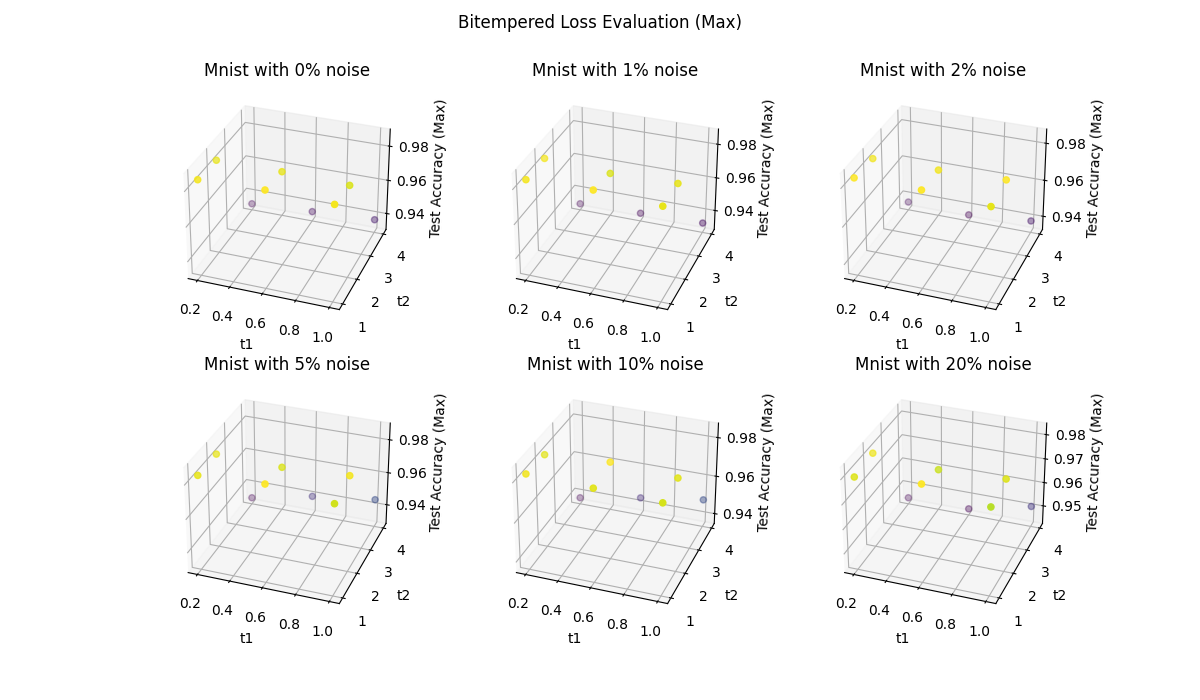 Bitempered Loss Evaluation (Max)
Mnist with 0% noise
0.98
0.96
0.94
Test Accuracy (Max)
4
3
2
1
t2
0.2 0.4 0.6 0.8 1.0
t1
Mnist with 1% noise
0.98
0.96
0.94
Test Accuracy (Max)
4
3
2
1
t2
0.2 0.4 0.6 0.8 1.0
t1
Mnist with 2% noise
0.98
0.96
0.94
Test Accuracy (Max)
4
3
2
1
t2
0.2 0.4 0.6 0.8 1.0
t1
Mnist with 5% noise
0.98
0.96
0.94
Test Accuracy (Max)
4
3
2
1
t2
0.2 0.4 0.6 0.8 1.0
t1
Mnist with 10% noise
0.98
0.96
0.94
Test Accuracy (Max)
4
3
2
1
t2
0.2 0.4 0.6 0.8 1.0
t1
Mnist with 20% noise
0.98
0.97
0.96
0.95
Test Accuracy (Max)
4
3
2
1
t2
0.2 0.4 0.6 0.8 1.0
t1